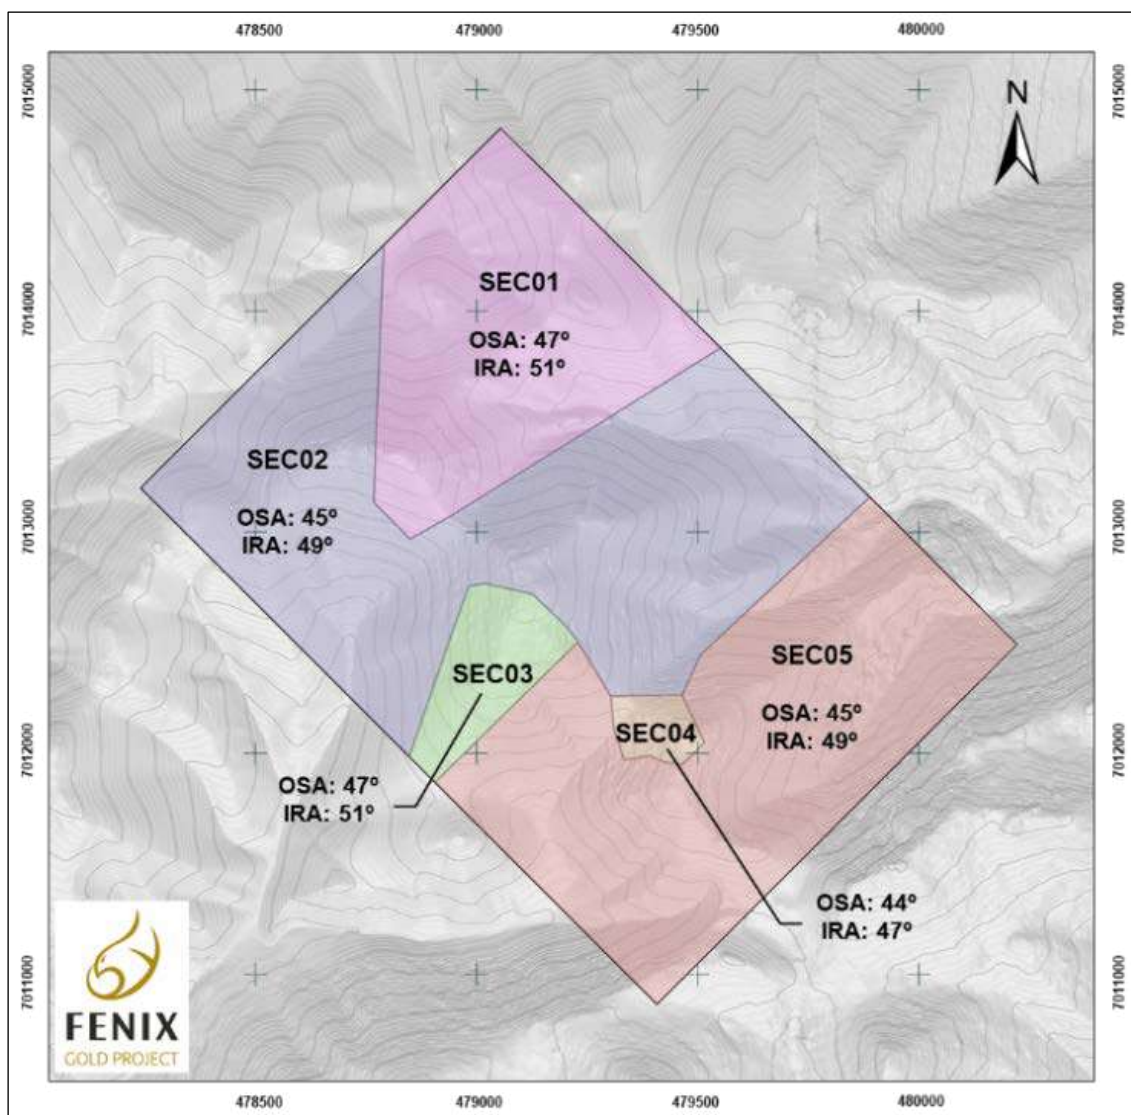 478500 479000 479500 480000
7015000 7015000
N
SEC01
7014000 7014000
OSA: 47º
IRA: 51º
SEC02
OSA: 45º
IRA: 49º
7013000 7013000
SEC03
SEC05
OSA: 45º
IRA: 49º
SEC04
7012000 7012000
OSA: 47º
IRA: 51º
OSA: 44º
IRA: 47º
7011000 7011000
FENIX
GOLD PROJECT
478500 479000 479500 480000